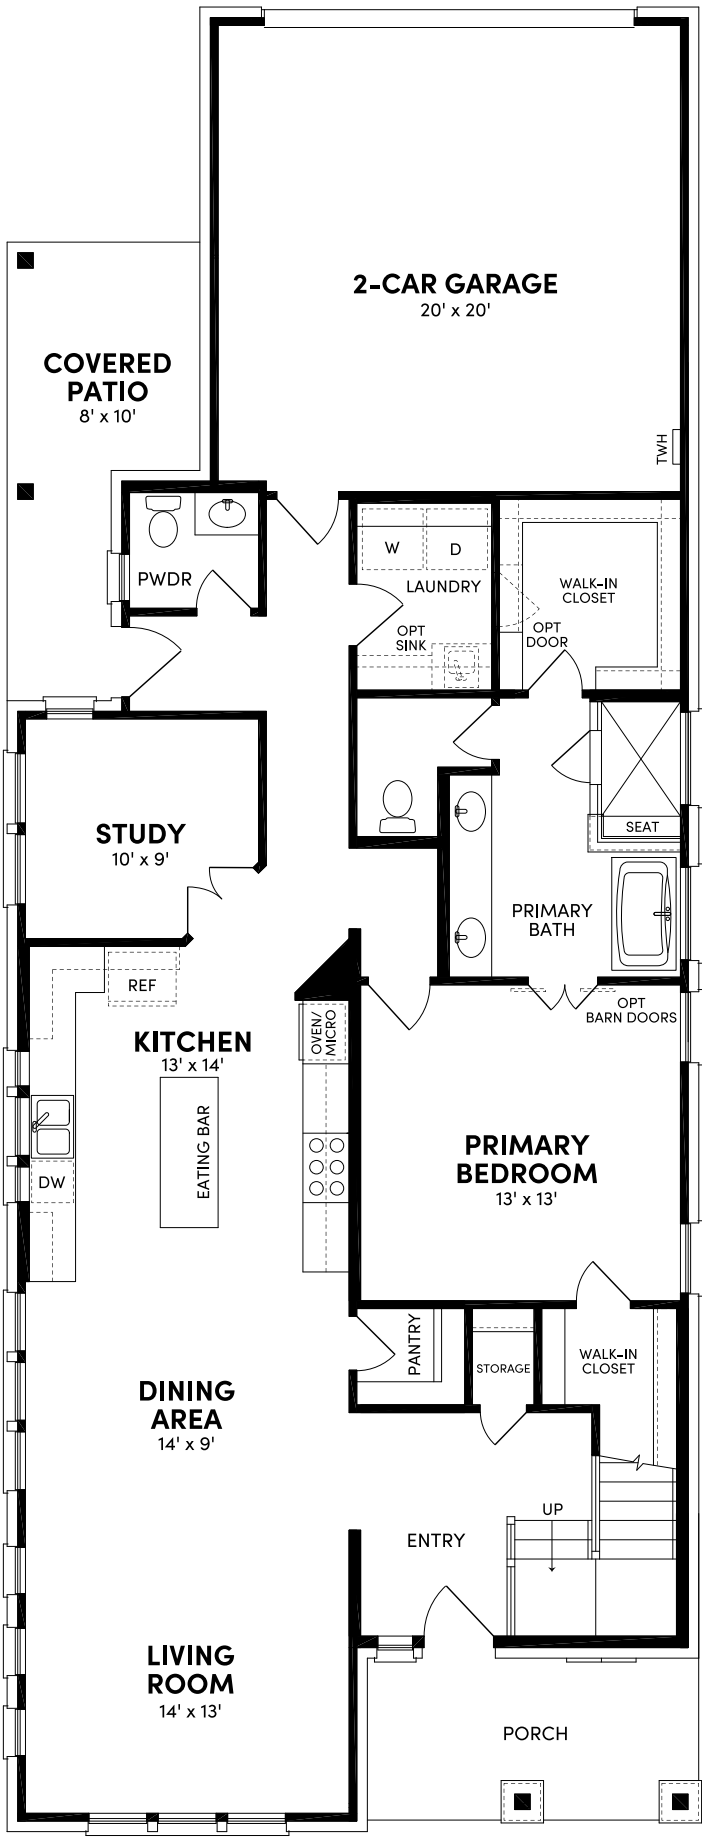 2-CAR GARAGE
20' x 20'
COVERED
PATIO
8' x 10'
TWH
PWDR
W
D
LAUNDRY
OPT
SINK
WALK-IN
CLOSET
OPT
DOOR
STUDY
10' x 9'
SEAT
PRIMARY
BATH
REF
OPT
BARN DOORS
OVEN/
MICRO
KITCHEN
13' x 14'
EATING BAR
DW
PRIMARY
BEDROOM
13' x 13'
PANTRY
STORAGE
WALK-IN
CLOSET
DINING
AREA
14' x 9'
UP
ENTRY
LIVING
ROOM
14' x 13'
PORCH